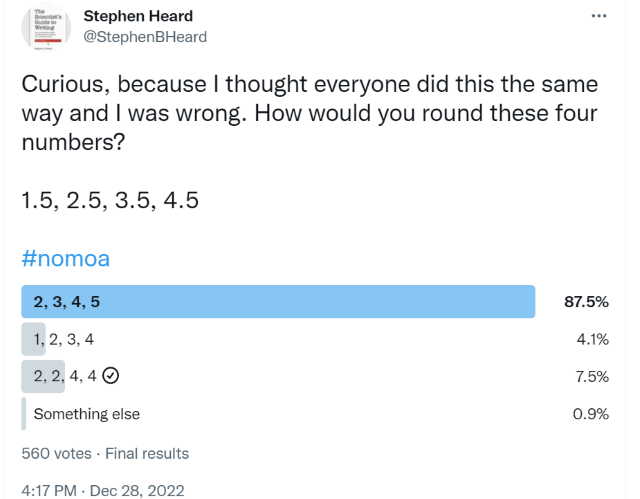 The
Scientist's
Guide to
Writing
Stephen Heard
@StephenBHeard
Curious, because I thought everyone did this the same
way and I was wrong. How would you round these four
numbers?
1.5, 2.5, 3.5, 4.5
#nomoa
2, 3, 4, 5 87.5%
1, 2, 3, 4 4.1%
2, 2, 4, 4 7.5%
Something else 0.9%
560 votes · Final results
4:17 PM · Dec 28, 2022